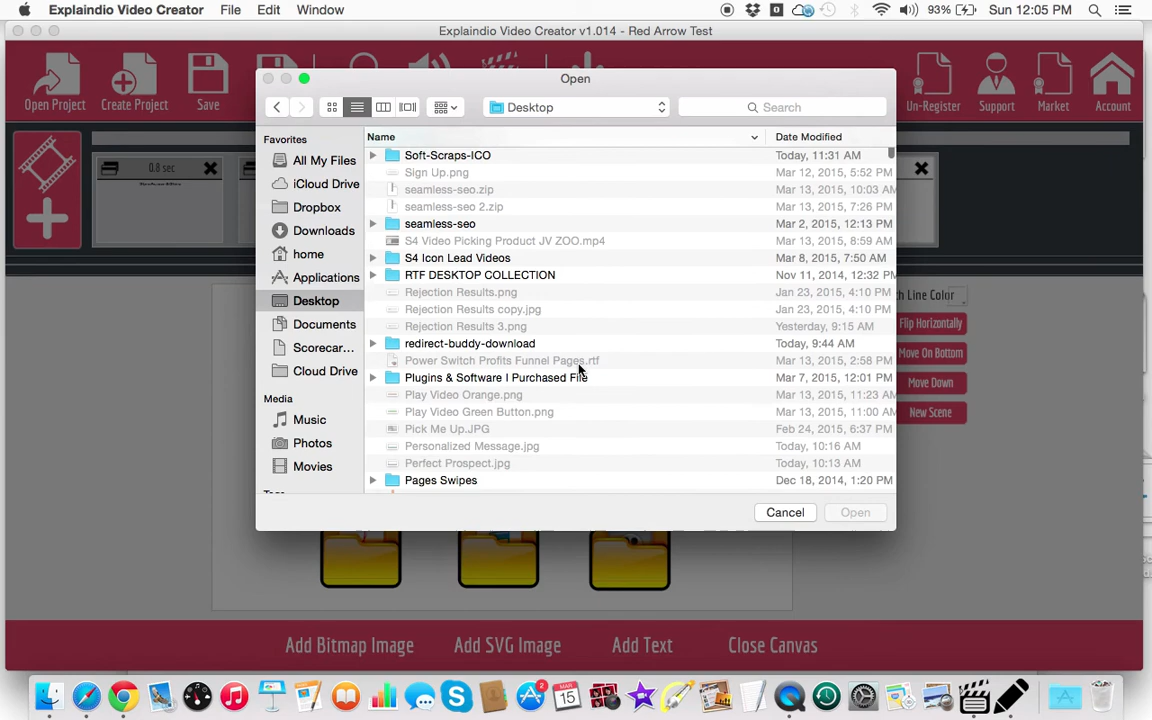 Explaindio Video Creator File Edit Window 93% Sun 12:05 PM
Explaindio Video Creator v1.014 - Red Arrow Test
Open Project Create Project Save Un-Register Support Market Account
Open
Desktop Search
Favorites
All My Files
iCloud Drive
Dropbox
Downloads
home
Applications
Desktop
Documents
Scorecar...
Cloud Drive
Media
Music
Photos
Movies
Name Date Modified
Soft-Scraps-ICO Today, 11:31 AM
Sign Up.png Mar 12, 2015, 5:52 PM
seamless-seo.zip Mar 13, 2015, 10:03 AM
seamless-seo 2.zip Mar 13, 2015, 7:26 PM
seamless-seo Mar 2, 2015, 12:13 PM
S4 Video Picking Product JV ZOO.mp4 Mar 13, 2015, 8:59 AM
S4 Icon Lead Videos Mar 8, 2015, 7:50 AM
RTF DESKTOP COLLECTION Nov 11, 2014, 12:32 PM
Rejection Results.png Jan 23, 2015, 4:10 PM
Rejection Results copy.jpg Jan 23, 2015, 4:10 PM
Rejection Results 3.png Yesterday, 9:15 AM
redirect-buddy-download Today, 9:44 AM
Power Switch Profits Funnel Pages.rtf Mar 13, 2015, 2:58 PM
Plugins & Software I Purchased File Mar 7, 2015, 12:01 PM
Play Video Orange.png Mar 13, 2015, 11:23 AM
Play Video Green Button.png Mar 13, 2015, 11:00 AM
Pick Me Up.JPG Feb 24, 2015, 6:37 PM
Personalized Message.jpg Today, 10:16 AM
Perfect Prospect.jpg Today, 10:13 AM
Pages Swipes Dec 18, 2014, 1:20 PM
Cancel Open
0.8 sec
Line Color
Flip Horizontally
Move On Bottom
Move Down
New Scene
Add Bitmap Image Add SVG Image Add Text Close Canvas
2